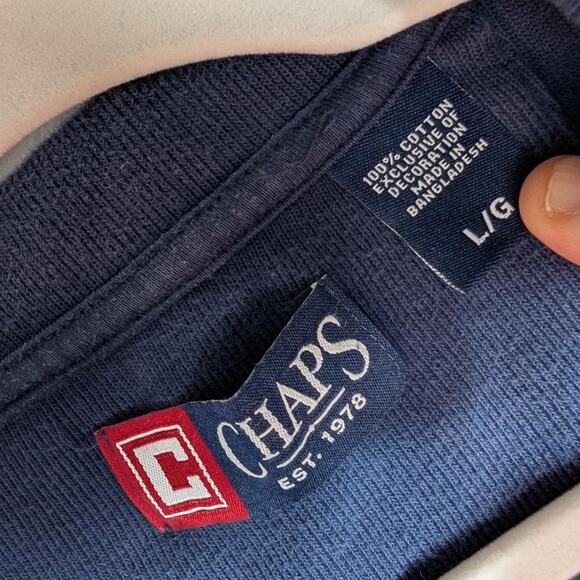 100% COTTON
EXCLUSIVE OF
DECORATION
MADE IN
BANGLADESH
L/G
C
CHAPS
EST. 1978